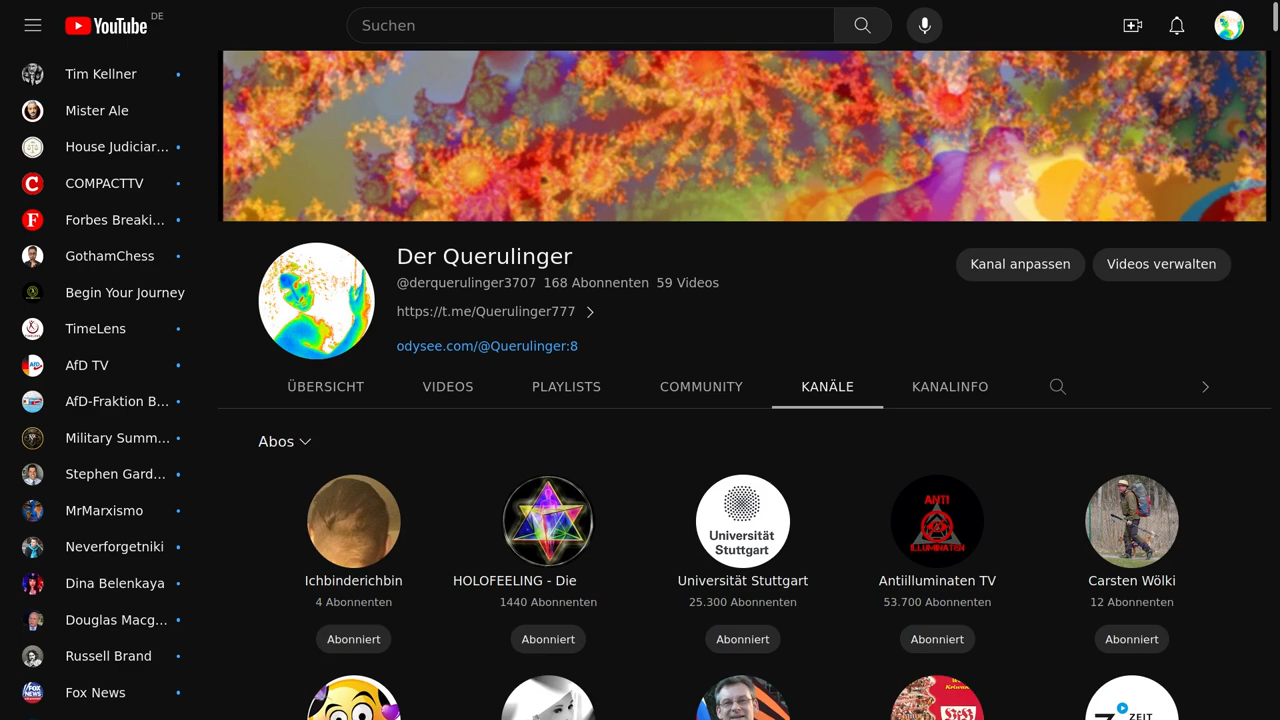 YouTube DE
Suchen
Tim Kellner
Mister Ale
House Judiciar...
COMPACTTV
Forbes Breaki...
GothamChess
Begin Your Journey
TimeLens
AfD TV
AfD-Fraktion B...
Military Summ...
Stephen Gard...
MrMarxismo
Neverforgetniki
Dina Belenkaya
Douglas Macg...
Russell Brand
Fox News
Der Querulinger
@derquerulinger3707 168 Abonnenten 59 Videos
https://t.me/Querulinger777
odysee.com/@Querulinger:8
Kanal anpassen
Videos verwalten
ÜBERSICHT VIDEOS PLAYLISTS COMMUNITY KANÄLE KANALINFO
Abos
Universität
Stuttgart
ANTI
ILLUMINATEN
Ichbinderichbin HOLOFEELING - Die Universität Stuttgart Antiilluminaten TV Carsten Wölki
4 Abonnenten 1440 Abonnenten 25.300 Abonnenten 53.700 Abonnenten 12 Abonnenten
Abonniert Abonniert Abonniert Abonniert Abonniert
ZEIT